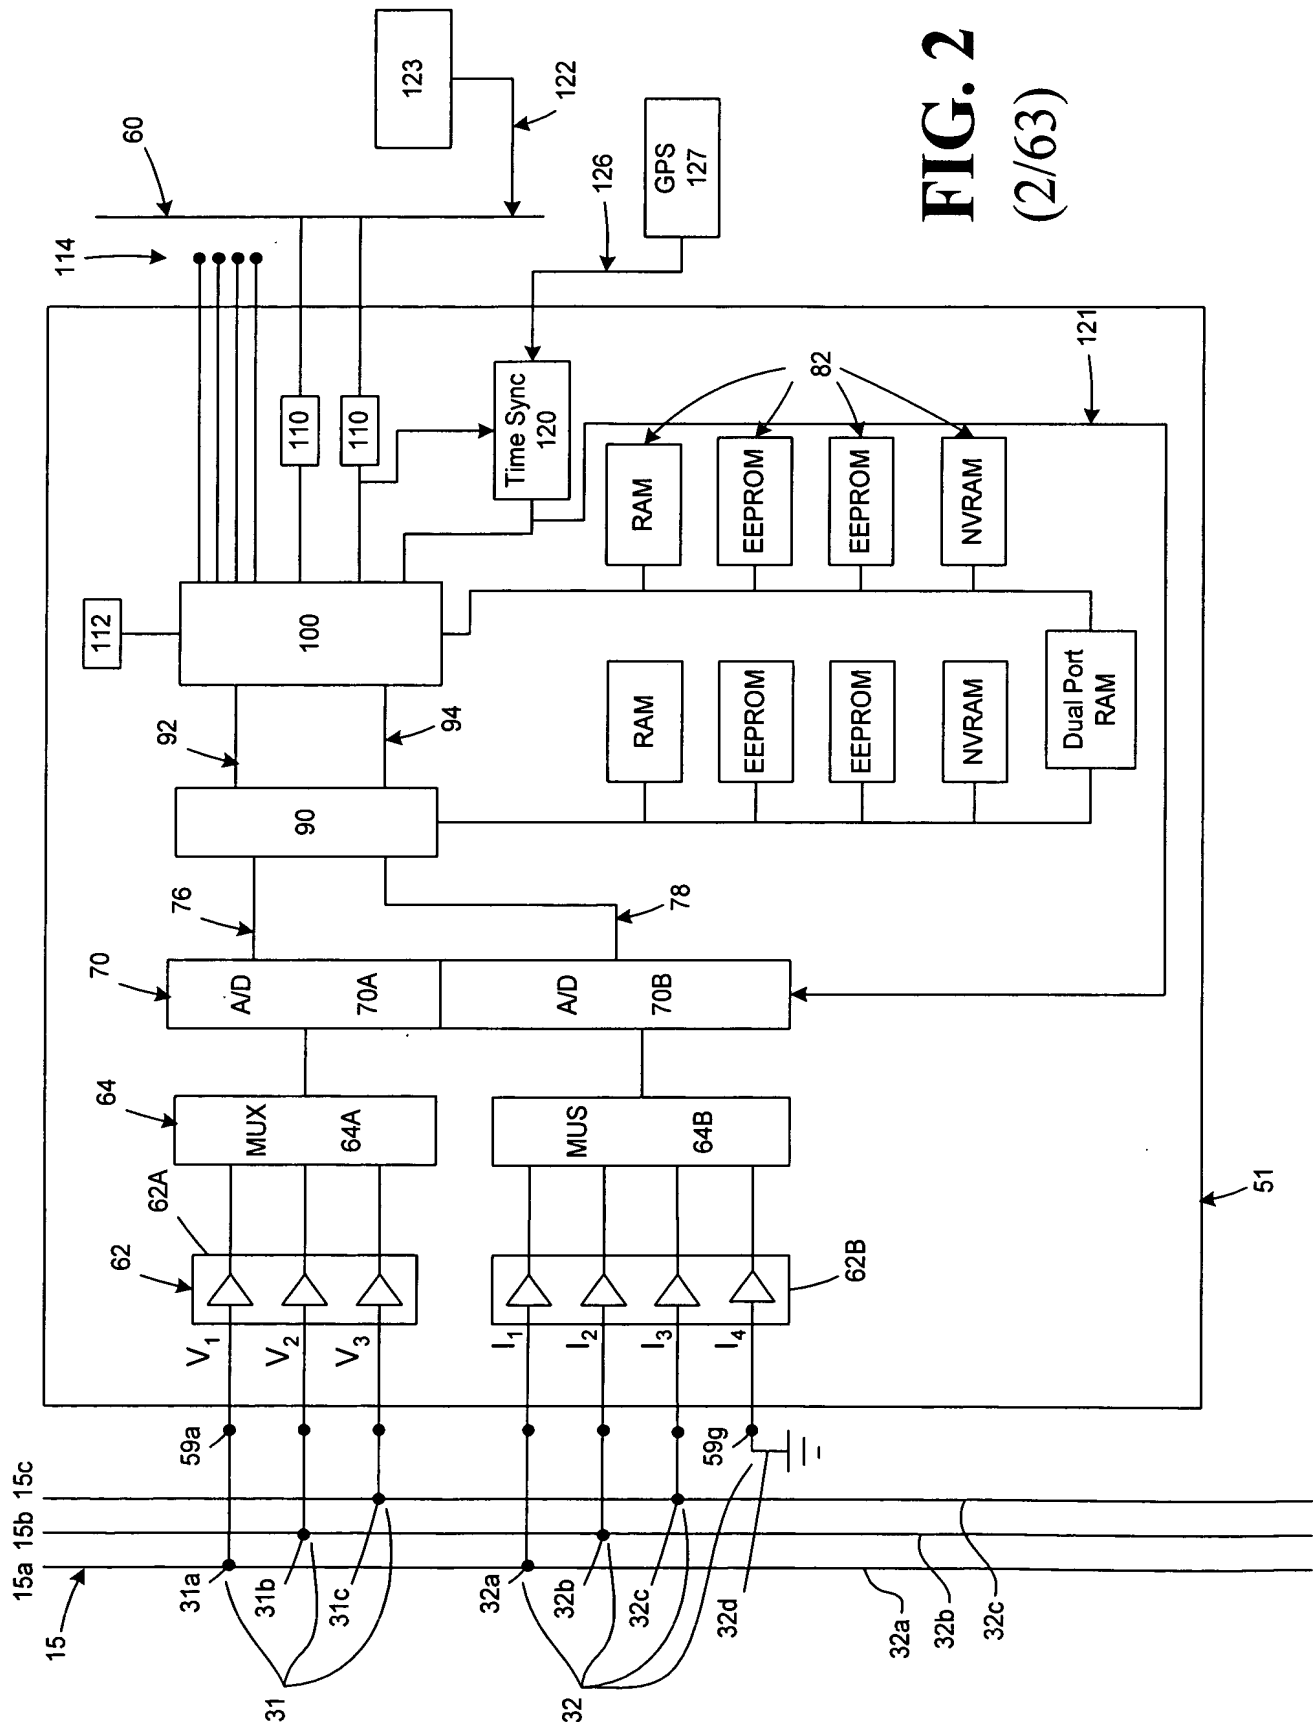 FIG. 2
(2/63)
15a
15b
15c
15
31a
31b
31c
31
32a
32b
32c
32d
32
32a
32b
32c
59a
59g
V1
V2
V3
I1
I2
I3
I4
62
62A
62B
64
MUX
64A
MUS
64B
70
A/D
70A
A/D
70B
76
78
90
92
94
100
112
110
110
114
60
123
122
GPS
127
126
Time Sync
120
121
82
RAM
EEPROM
EEPROM
NVRAM
RAM
EEPROM
EEPROM
NVRAM
Dual Port
RAM
51